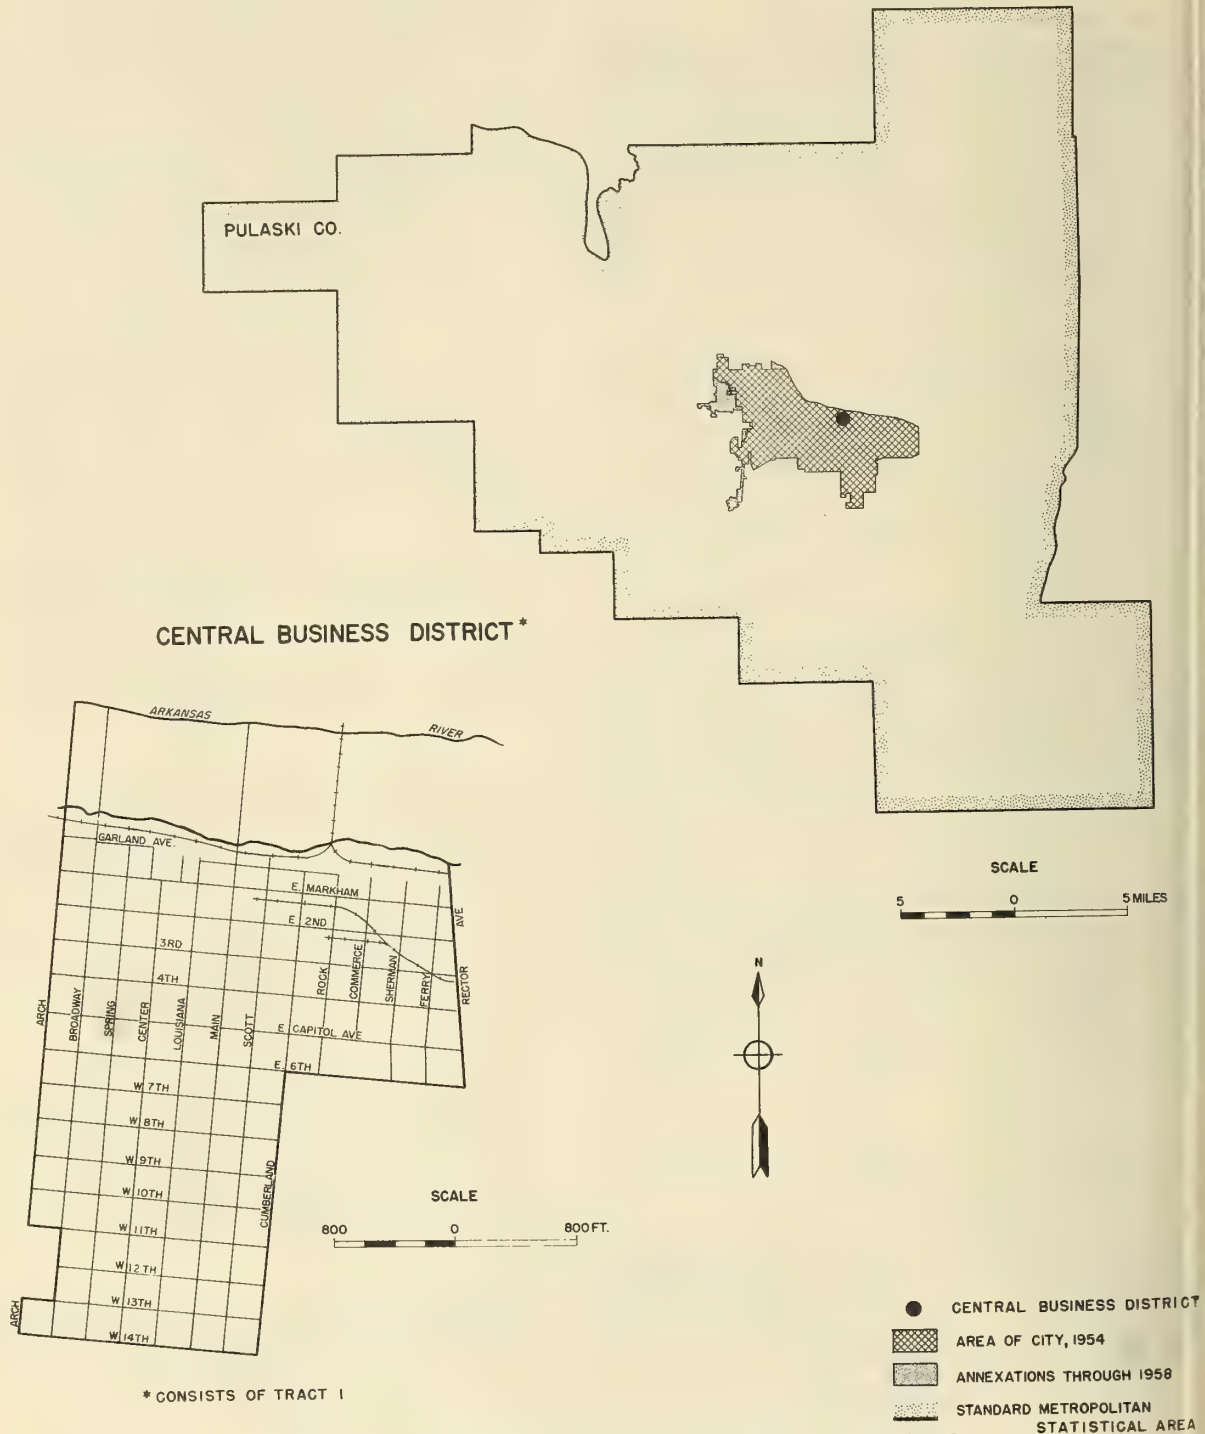 PULASKI CO.
CENTRAL BUSINESS DISTRICT*
ARKANSAS RIVER
GARLAND AVE.
E. MARKHAM
E. 2ND
3RD
4TH
ARCH
BROADWAY
SPRING
CENTER
LOUISIANA
MAIN
SCOTT
ROCK
COMMERCE
SHERMAN
FERRY
RECTOR AVE
E. CAPITOL AVE
E. 6TH
W. 7TH
W. 8TH
W. 9TH
W. 10TH
W. 11TH
W. 12TH
W. 13TH
W. 14TH
ARCH
CUMBERLAND
SCALE
800 0 800 FT.
* CONSISTS OF TRACT 1
SCALE
5 0 5 MILES
N
CENTRAL BUSINESS DISTRICT
AREA OF CITY, 1954
ANNEXATIONS THROUGH 1958
STANDARD METROPOLITAN
STATISTICAL AREA